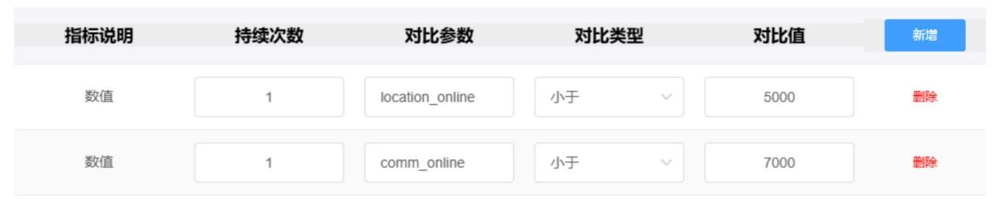 指标说明 持续次数 对比参数 对比类型 对比值 新增
数值 1 location_online 小于 5000 删除
数值 1 comm_online 小于 7000 删除